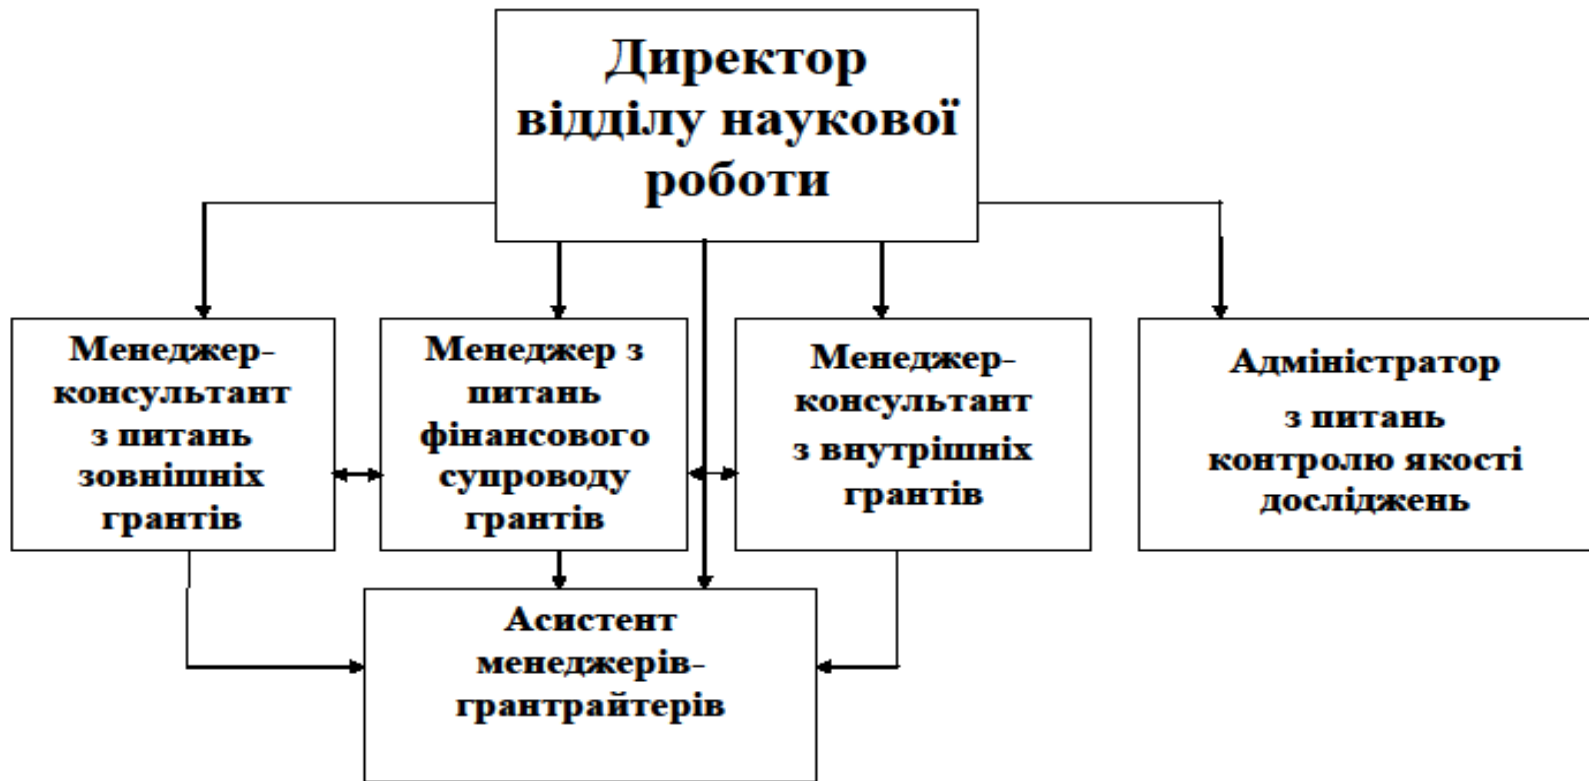 Директор
відділу наукової
роботи
Менеджер-
консультант
з питань
зовнішніх
грантів
Менеджер з
питань
фінансового
супроводу
грантів
Менеджер-
консультант
з внутрішніх
грантів
Адміністратор
з питань
контролю якості
досліджень
Асистент
менеджерів-
грантрайтерів